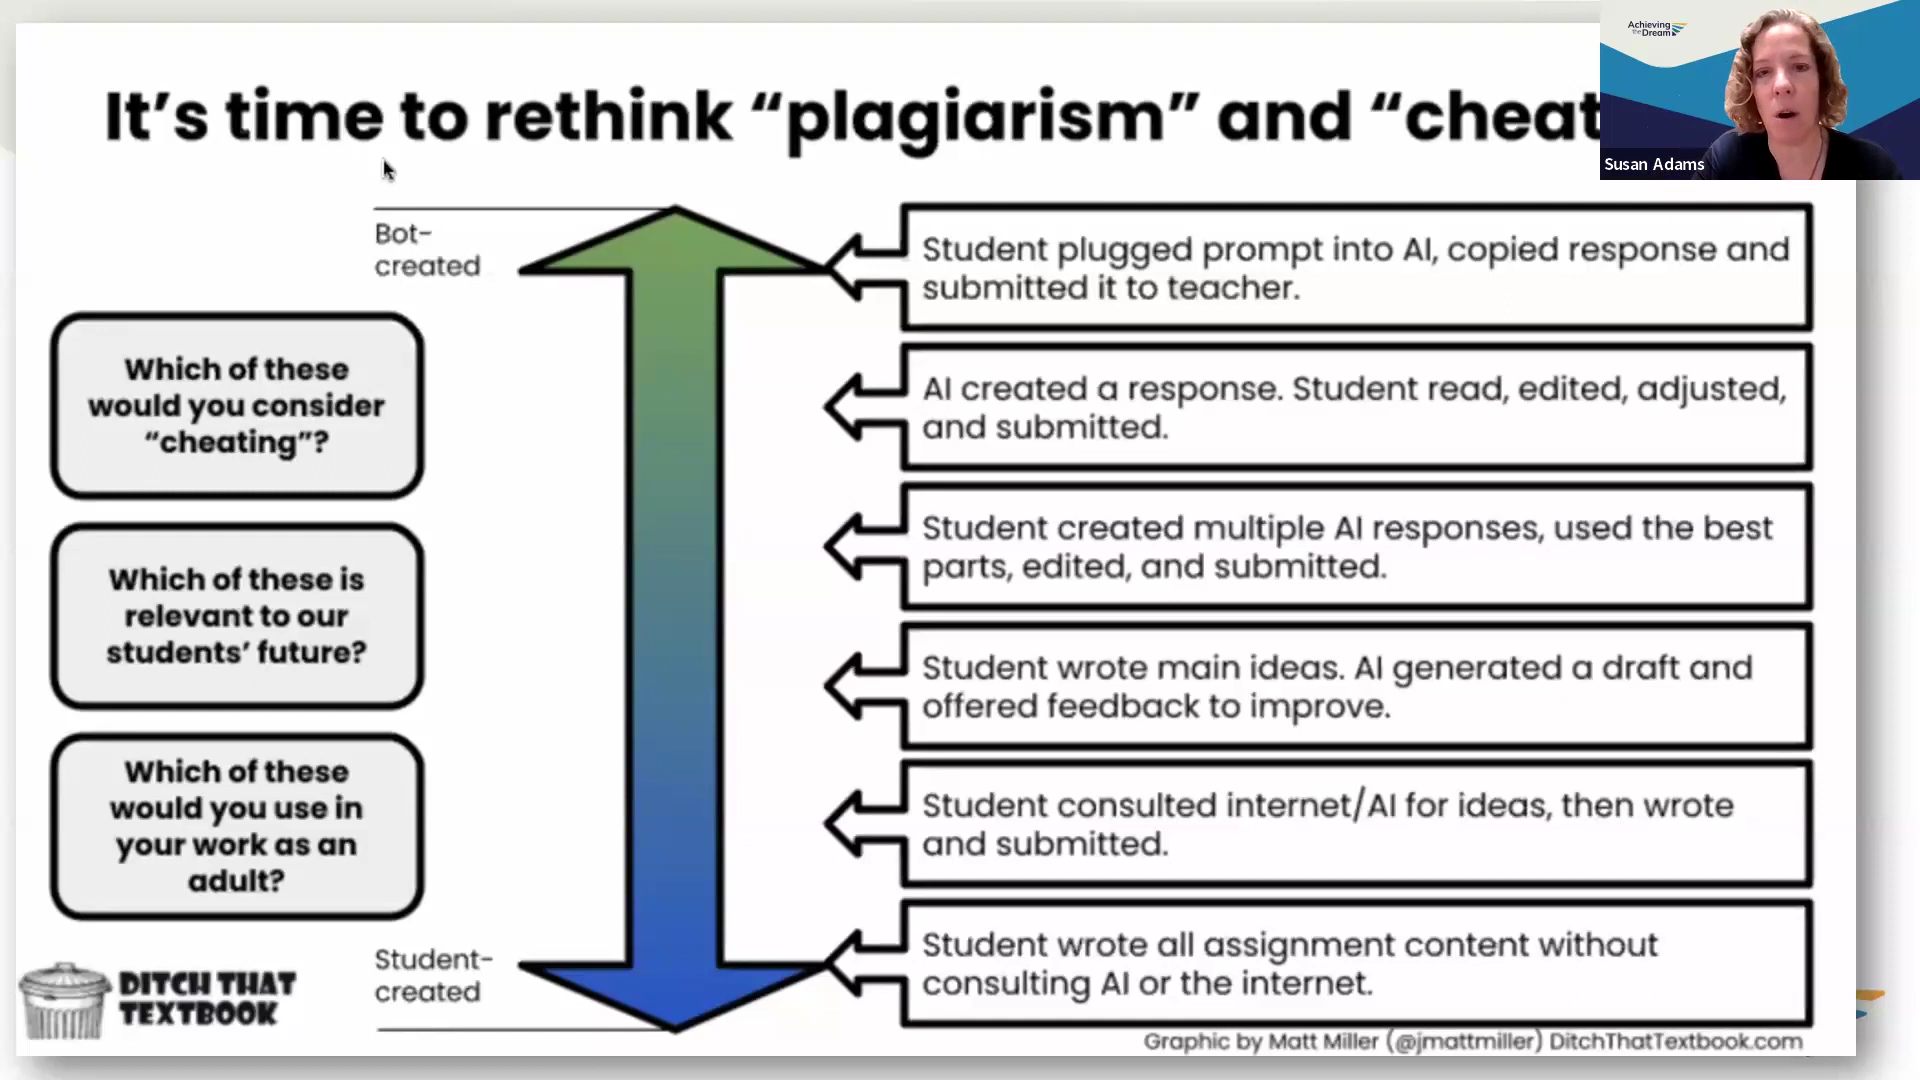 Achieving
the Dream
Susan Adams
It's time to rethink “plagiarism” and “cheat
Bot-
created
Which of these
would you consider
“cheating”?
Which of these is
relevant to our
students’ future?
Which of these
would you use in
your work as an
adult?
Student-
created
DITCH THAT
TEXTBOOK
Student plugged prompt into AI, copied response and
submitted it to teacher.
AI created a response. Student read, edited, adjusted,
and submitted.
Student created multiple AI responses, used the best
parts, edited, and submitted.
Student wrote main ideas. AI generated a draft and
offered feedback to improve.
Student consulted internet/AI for ideas, then wrote
and submitted.
Student wrote all assignment content without
consulting AI or the internet.
Graphic by Matt Miller (@jmattmiller) DitchThatTextbook.com